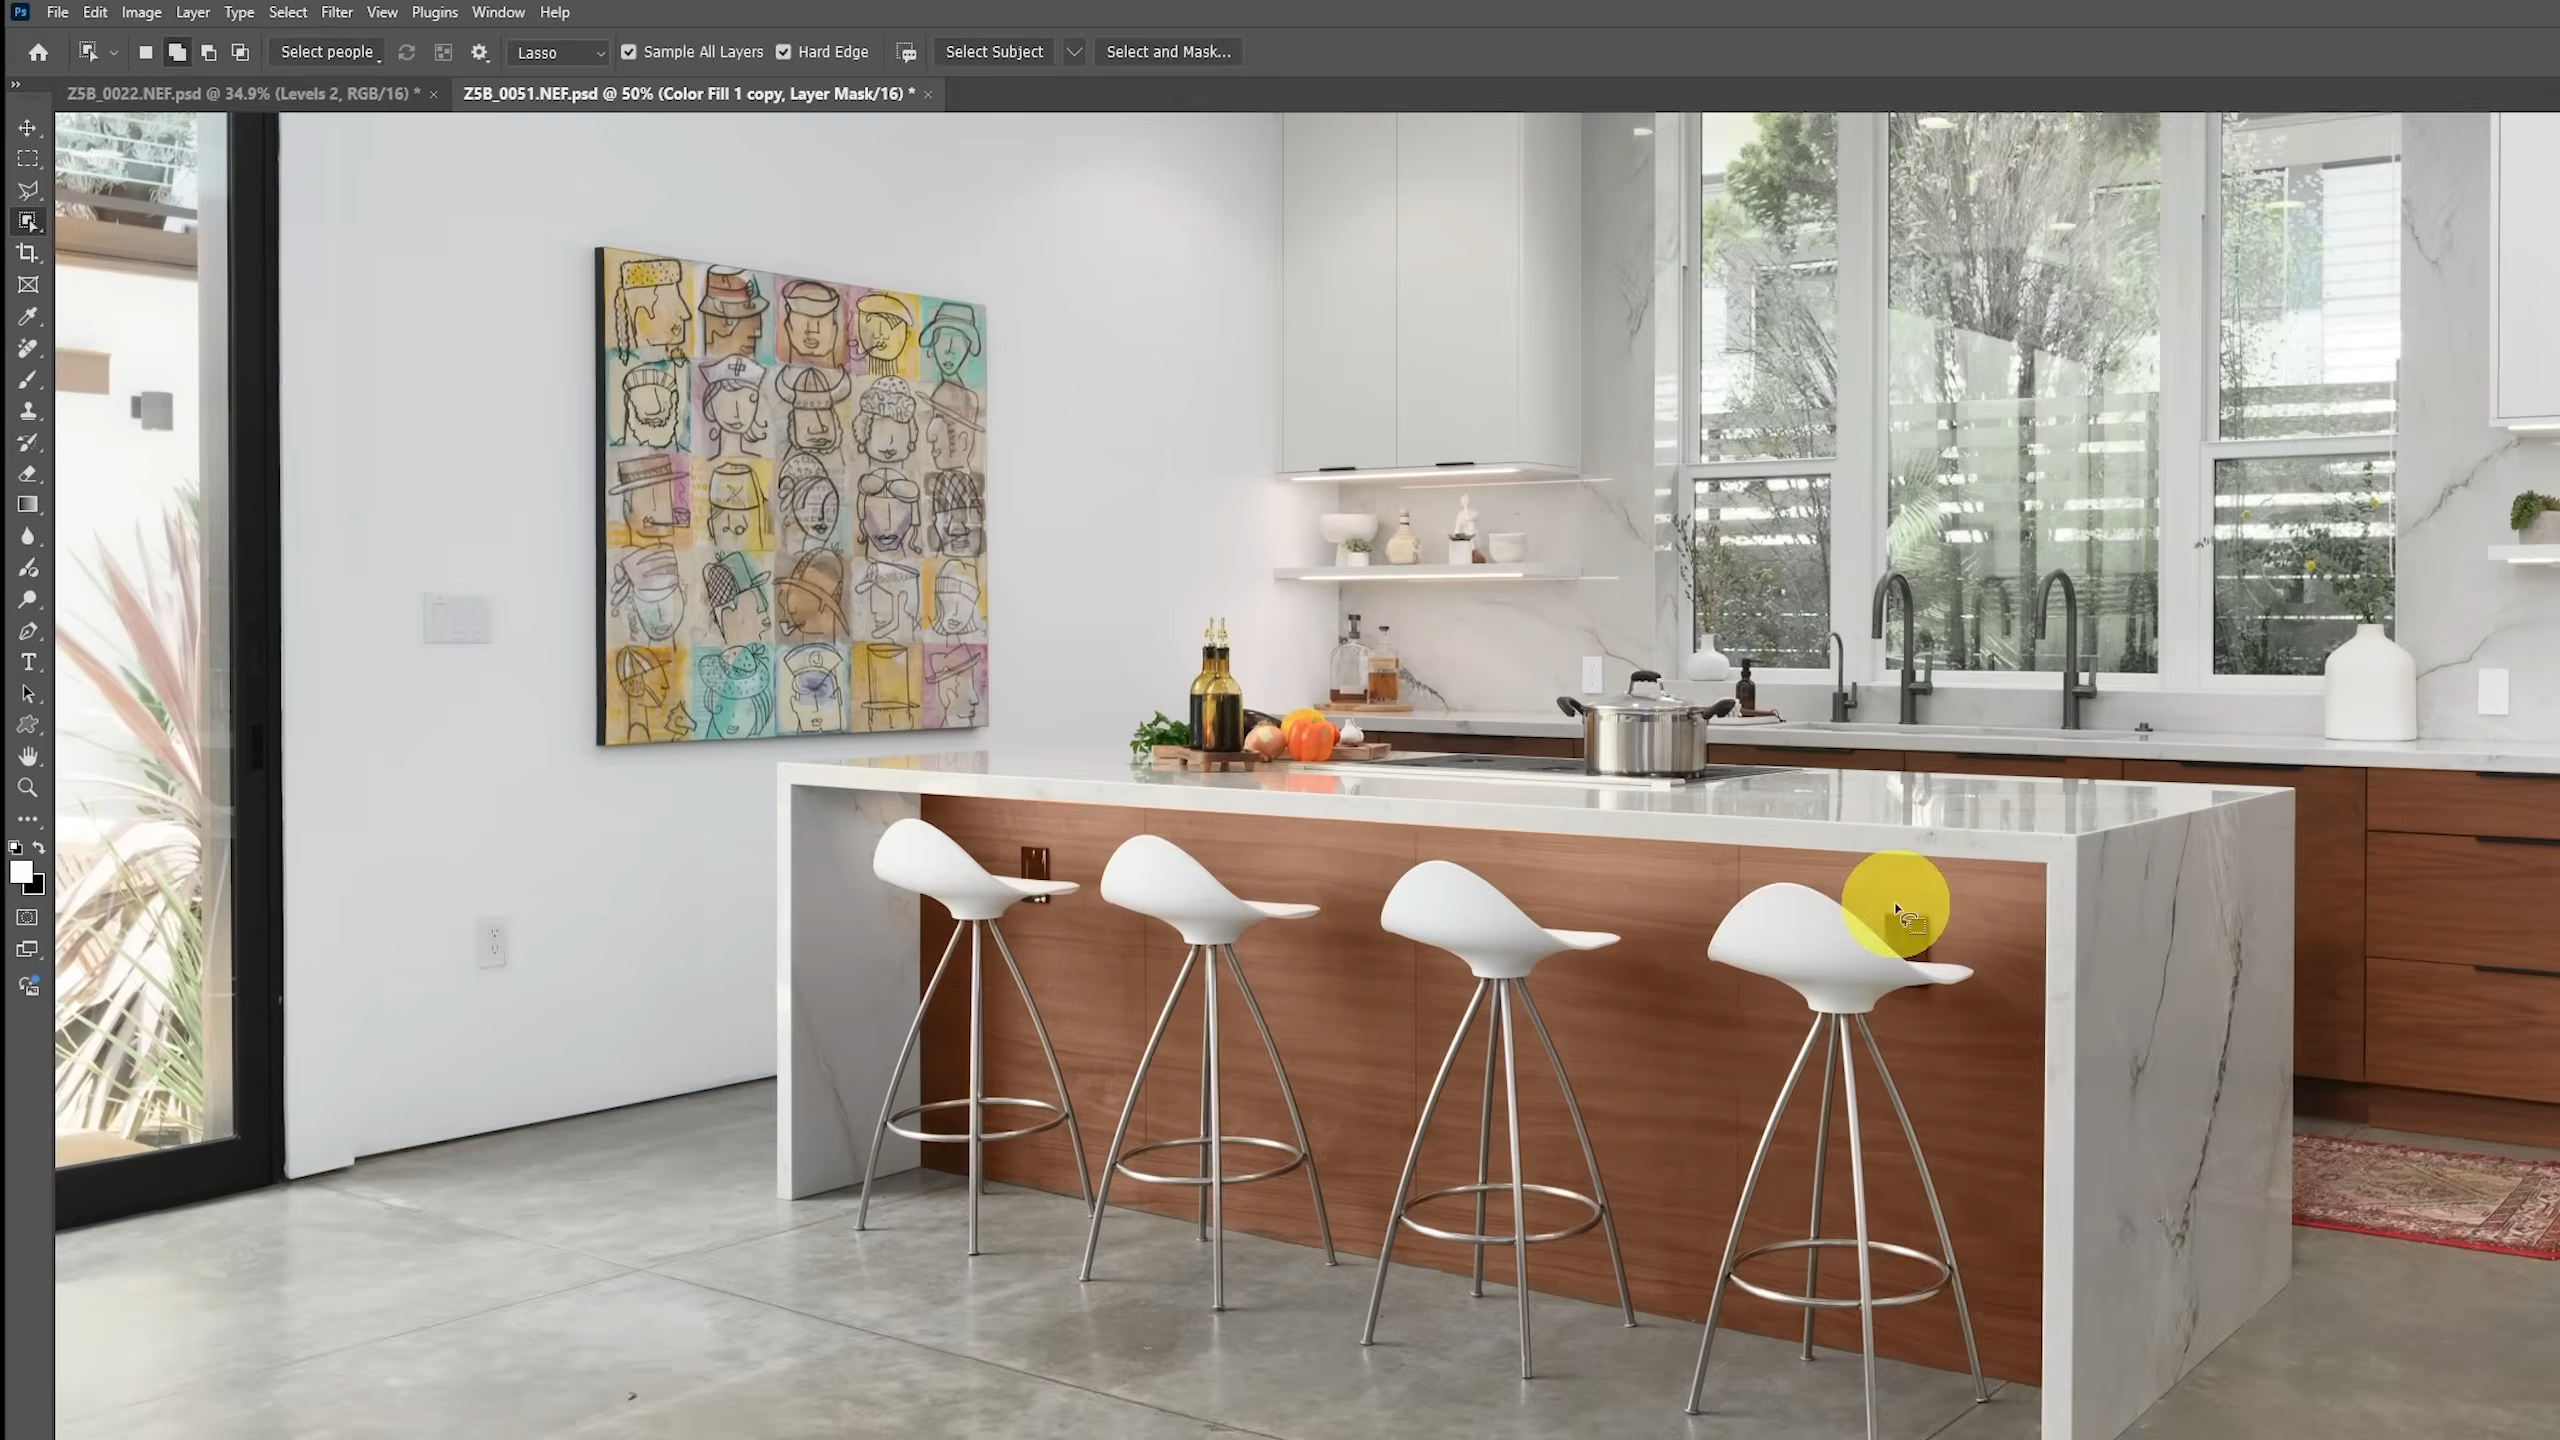 Ps File Edit Image Layer Type Select Filter View Plugins Window Help
Select people Lasso Sample All Layers Hard Edge Select Subject Select and Mask...
Z5B_0022.NEF.psd @ 34.9% (Levels 2, RGB/16) * × Z5B_0051.NEF.psd @ 50% (Color Fill 1 copy, Layer Mask/16) * ×
T